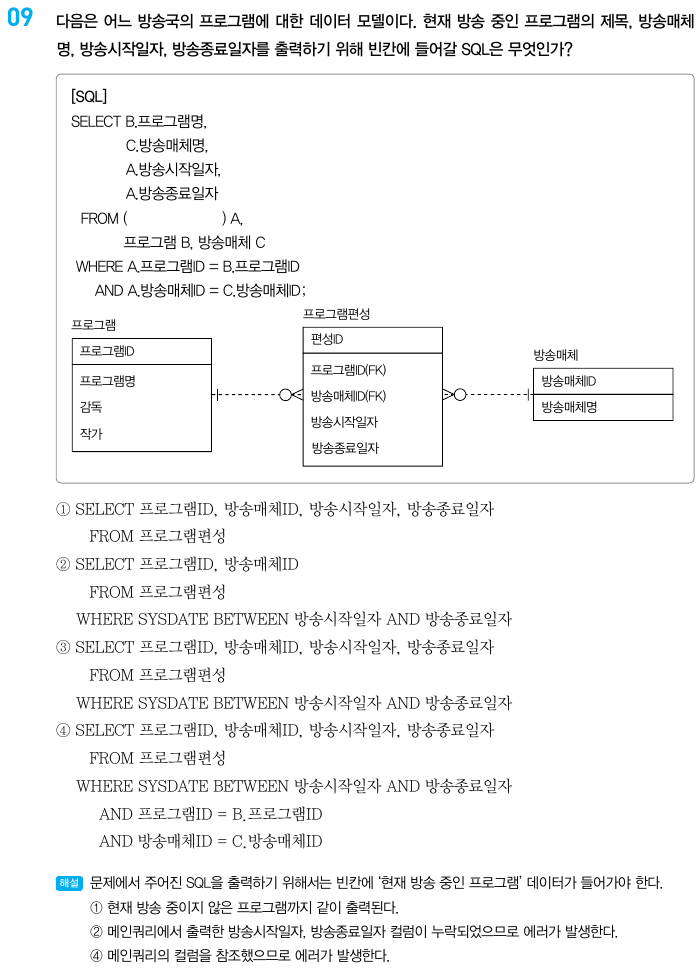 09
다음은 어느 방송국의 프로그램에 대한 데이터 모델이다. 현재 방송 중인 프로그램의 제목, 방송매체
명, 방송시작일자, 방송종료일자를 출력하기 위해 빈칸에 들어갈 SQL은 무엇인가?
[SQL]
SELECT B.프로그램명,
C.방송매체명,
A.방송시작일자,
A.방송종료일자
FROM ( ) A,
프로그램 B, 방송매체 C
WHERE A.프로그램ID = B.프로그램ID
AND A.방송매체ID = C.방송매체ID;
프로그램
프로그램ID
프로그램명
감독
작가
프로그램편성
편성ID
프로그램ID(FK)
방송매체ID(FK)
방송시작일자
방송종료일자
방송매체
방송매체ID
방송매체명
① SELECT 프로그램ID, 방송매체ID, 방송시작일자, 방송종료일자
FROM 프로그램편성
② SELECT 프로그램ID, 방송매체ID
FROM 프로그램편성
WHERE SYSDATE BETWEEN 방송시작일자 AND 방송종료일자
③ SELECT 프로그램ID, 방송매체ID, 방송시작일자, 방송종료일자
FROM 프로그램편성
WHERE SYSDATE BETWEEN 방송시작일자 AND 방송종료일자
④ SELECT 프로그램ID, 방송매체ID, 방송시작일자, 방송종료일자
FROM 프로그램편성
WHERE SYSDATE BETWEEN 방송시작일자 AND 방송종료일자
AND 프로그램ID = B.프로그램ID
AND 방송매체ID = C.방송매체ID
해설 문제에서 주어진 SQL을 출력하기 위해서는 빈칸에 ‘현재 방송 중인 프로그램’ 데이터가 들어가야 한다.
① 현재 방송 중이지 않은 프로그램까지 같이 출력된다.
② 메인쿼리에서 출력한 방송시작일자, 방송종료일자 컬럼이 누락되었으므로 에러가 발생한다.
④ 메인쿼리의 컬럼을 참조했으므로 에러가 발생한다.